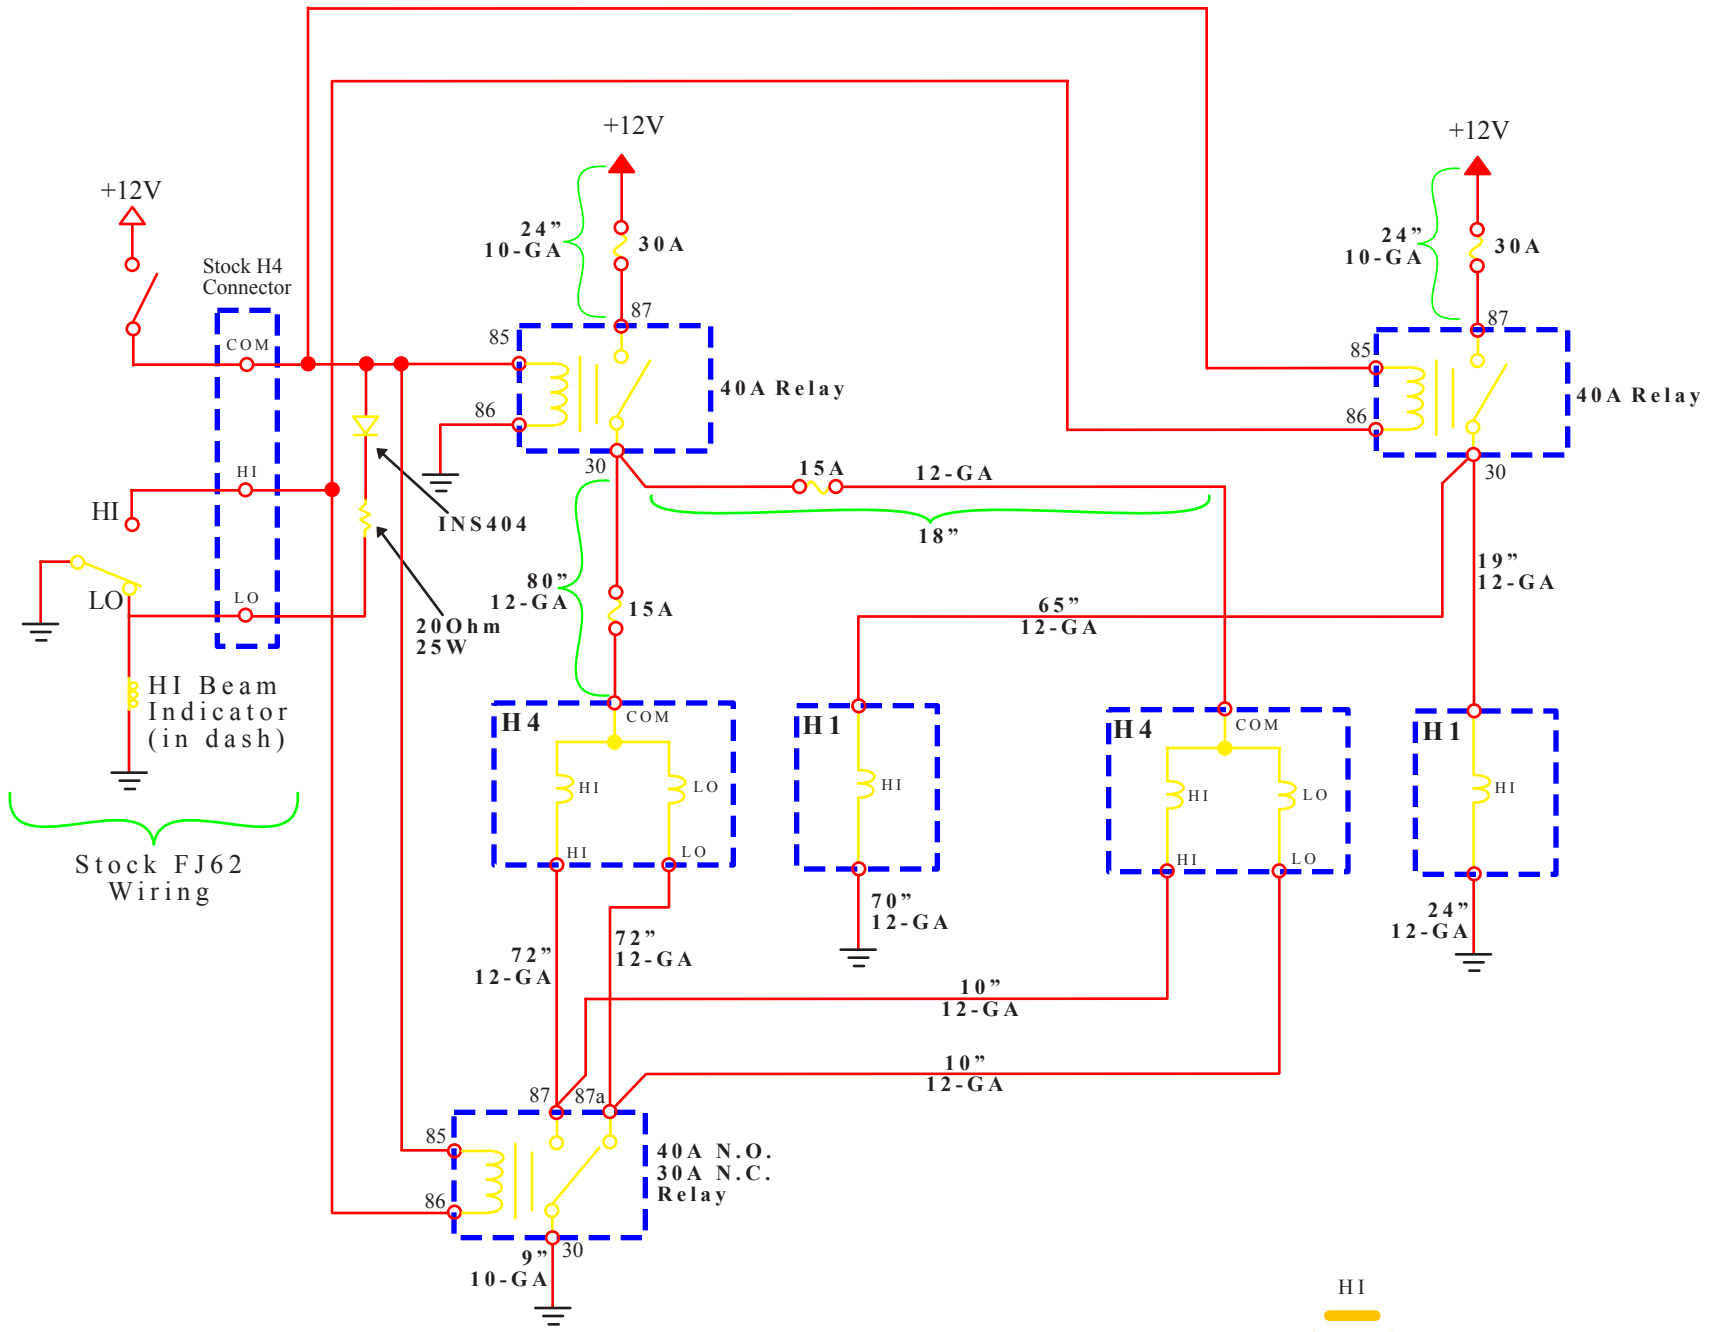 +12V
+12V
+12V
24”
10-GA
30A
24”
10-GA
30A
Stock H4
Connector
87
87
COM
85
85
40A Relay
40A Relay
86
86
30
30
HI
15A
12-GA
HI
INS404
18”
19”
12-GA
80”
12-GA
LO
LO
15A
65”
12-GA
20Ohm
25W
HI Beam
Indicator
(in dash)
H4
COM
H1
H4
COM
H1
HI
LO
HI
HI
LO
HI
HI
LO
HI
LO
Stock FJ62
Wiring
70”
12-GA
24”
12-GA
72”
12-GA
72”
12-GA
10”
12-GA
10”
12-GA
87
87a
85
40A N.O.
30A N.C.
Relay
86
30
9”
10-GA
HI